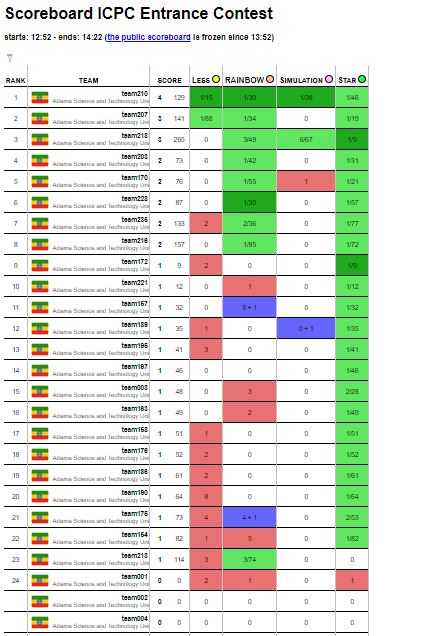 Scoreboard ICPC Entrance Contest
starts: 12:52 - ends: 14:22 (the public scoreboard is frozen since 13:52)
RANK TEAM SCORE LESS RAINBOW SIMULATION STAR
1 team210 4 129 1/15 1/30 1/38 1/46
Adama Science and Technology Uni
2 team207 3 141 1/88 1/34 0 1/19
Adama Science and Technology Uni
3 team218 3 265 0 3/49 6/67 1/9
Adama Science and Technology Uni
4 team203 2 73 0 1/42 0 1/31
Adama Science and Technology Uni
5 team170 2 76 0 1/55 1 1/21
Adama Science and Technology Uni
6 team228 2 87 0 1/30 0 1/57
Adama Science and Technology Uni
7 team235 2 133 2 2/36 0 1/77
Adama Science and Technology Uni
8 team216 2 157 0 1/85 0 1/72
Adama Science and Technology Uni
9 team172 1 9 2 0 0 1/9
Adama Science and Technology Uni
10 team221 1 12 0 1 0 1/12
Adama Science and Technology Uni
11 team157 1 32 0 9 + 1 0 1/32
Adama Science and Technology Uni
12 team189 1 35 1 0 0 + 1 1/35
Adama Science and Technology Uni
13 team195 1 41 3 0 0 1/41
Adama Science and Technology Uni
14 team197 1 46 0 0 0 1/46
Adama Science and Technology Uni
15 team003 1 48 0 3 0 2/28
Adama Science and Technology Uni
16 team163 1 49 0 2 0 1/49
Adama Science and Technology Uni
17 team158 1 51 1 0 0 1/51
Adama Science and Technology Uni
18 team176 1 52 2 0 0 1/52
Adama Science and Technology Uni
19 team186 1 61 2 0 0 1/61
Adama Science and Technology Uni
20 team190 1 64 8 0 0 1/64
Adama Science and Technology Uni
21 team175 1 73 4 4 + 1 0 2/53
Adama Science and Technology Uni
22 team154 1 82 1 5 0 1/82
Adama Science and Technology Uni
23 team213 1 114 3 3/74 0 0
Adama Science and Technology Uni
24 team001 0 0 2 1 0 1
Adama Science and Technology Uni
team002 0 0 0 0 0 0
Adama Science and Technology Uni
team004 0 0 0 0 0 0
Adama Science and Technology Uni